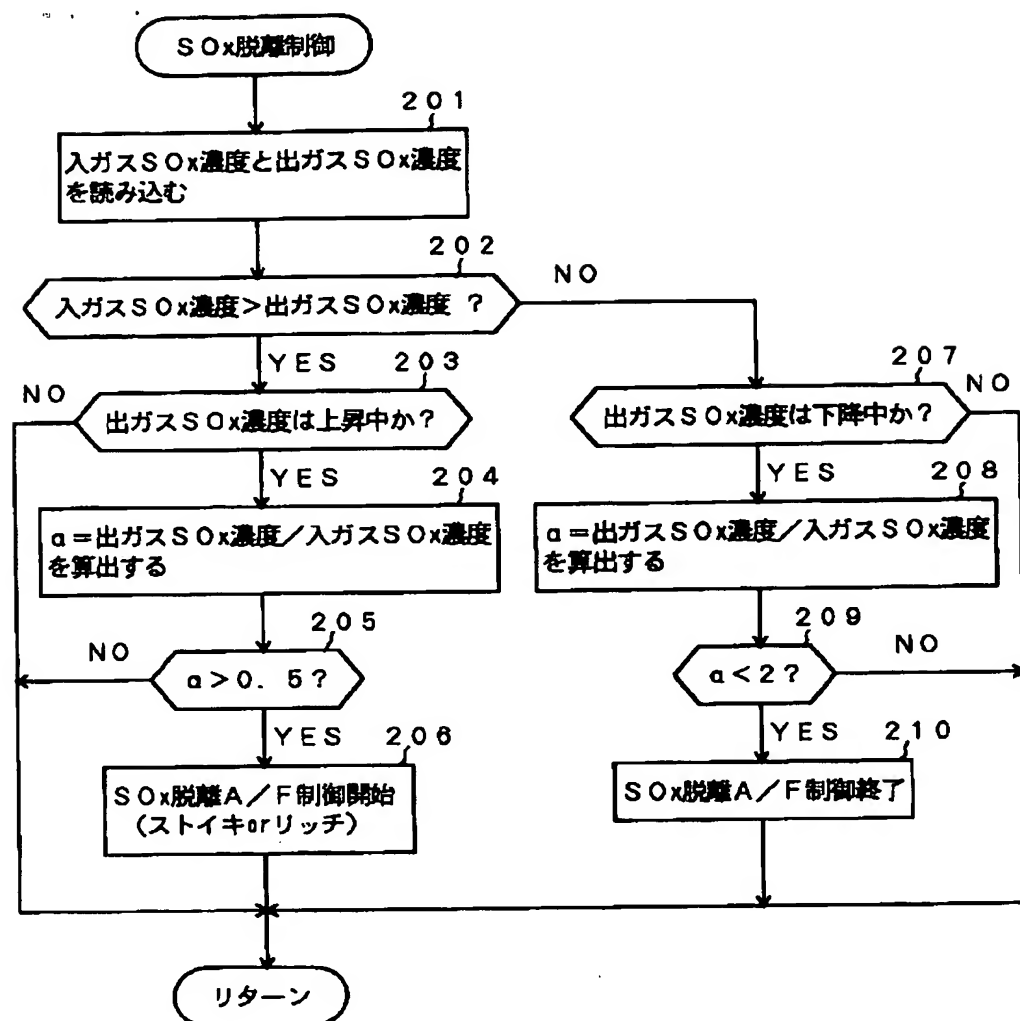 SOx脱離制御
201
入ガスSOx濃度と出ガスSOx濃度
を読み込む
202
入ガスSOx濃度>出ガスSOx濃度 ?
NO
YES
203
NO
出ガスSOx濃度は上昇中か?
207
NO
出ガスSOx濃度は下降中か?
YES
204
α=出ガスSOx濃度/入ガスSOx濃度
を算出する
YES
208
α=出ガスSOx濃度/入ガスSOx濃度
を算出する
205
NO
α>0.5?
209
NO
α<2?
YES
206
SOx脱離A/F制御開始
(ストイキorリッチ)
YES
210
SOx脱離A/F制御終了
リターン